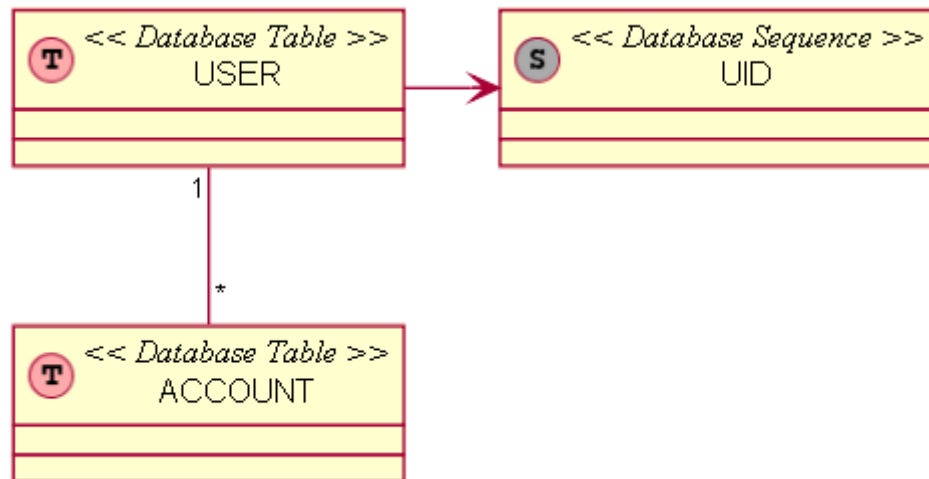 T
<< Database Table >>
USER
S
<< Database Sequence >>
UID
1
*
T
<< Database Table >>
ACCOUNT